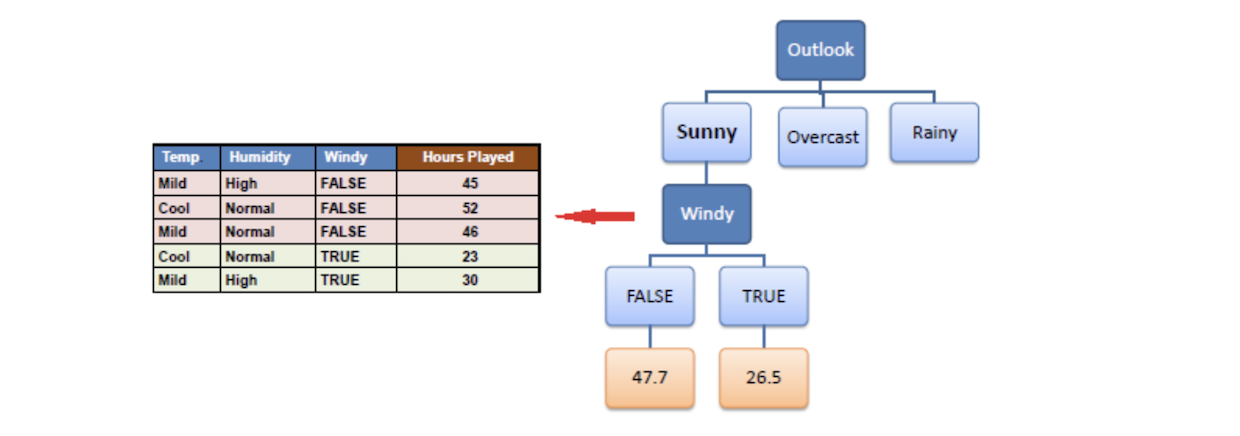 Outlook
Sunny
Overcast
Rainy
Temp. Humidity Windy Hours Played
Mild High FALSE 45
Cool Normal FALSE 52
Mild Normal FALSE 46
Cool Normal TRUE 23
Mild High TRUE 30
Windy
FALSE TRUE
47.7 26.5